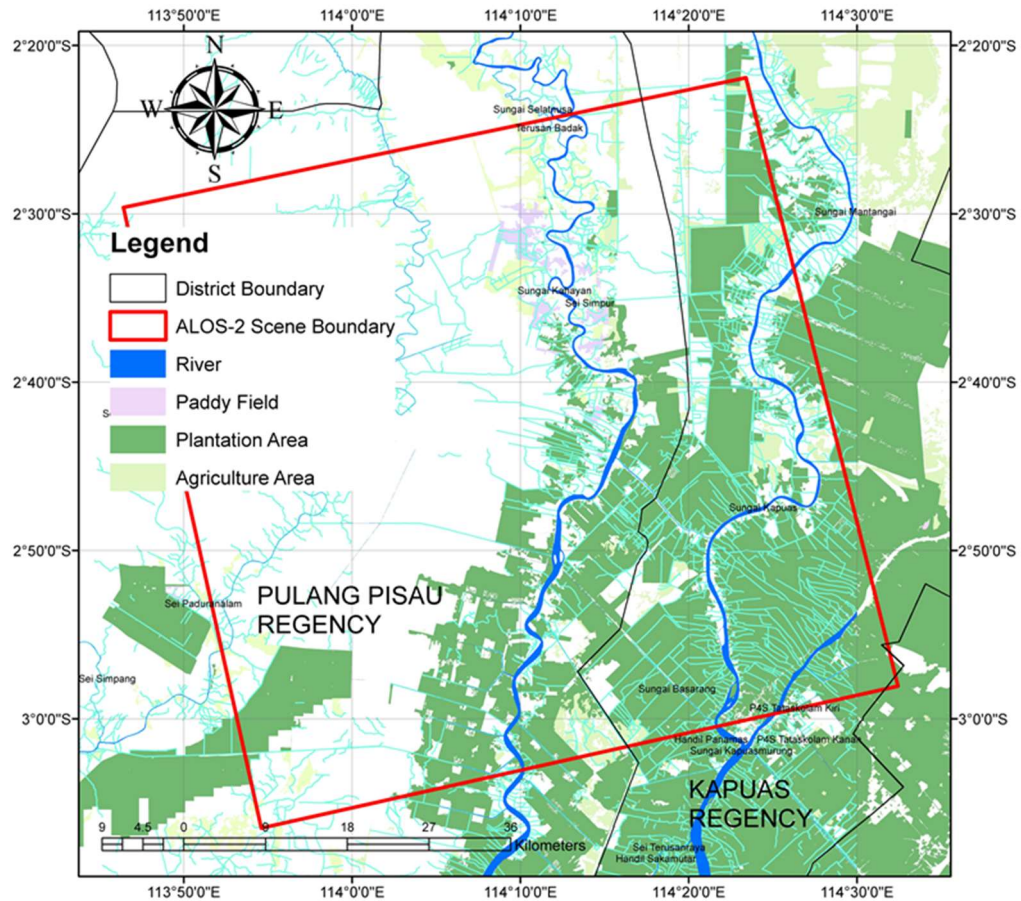 113°50'0"E 114°0'0"E 114°10'0"E 114°20'0"E 114°30'0"E
2°20'0"S 2°20'0"S
N
W E
S
Sungai Selatnusa
Terusan Badak
2°30'0"S 2°30'0"S
Sungai Mantangai
Legend
District Boundary
ALOS-2 Scene Boundary
River
Paddy Field
Plantation Area
Agriculture Area
Sungai Kahayan
Sei Simpur
2°40'0"S 2°40'0"S
Sungai Kapuas
2°50'0"S 2°50'0"S
PULANG PISAU
REGENCY
Sei Paduranalam
Sei Simpang
Sungai Basarang
P4S Tataskolam Kiri
3°0'0"S 3°0'0"S
Handil Panamas P4S Tataskolam Kanan
Sungai Kapuasmurung
KAPUAS
REGENCY
9 4.5 0 9 18 27 36
Kilometers
Sei Terusanraya
Handil Sakamutar
113°50'0"E 114°0'0"E 114°10'0"E 114°20'0"E 114°30'0"E